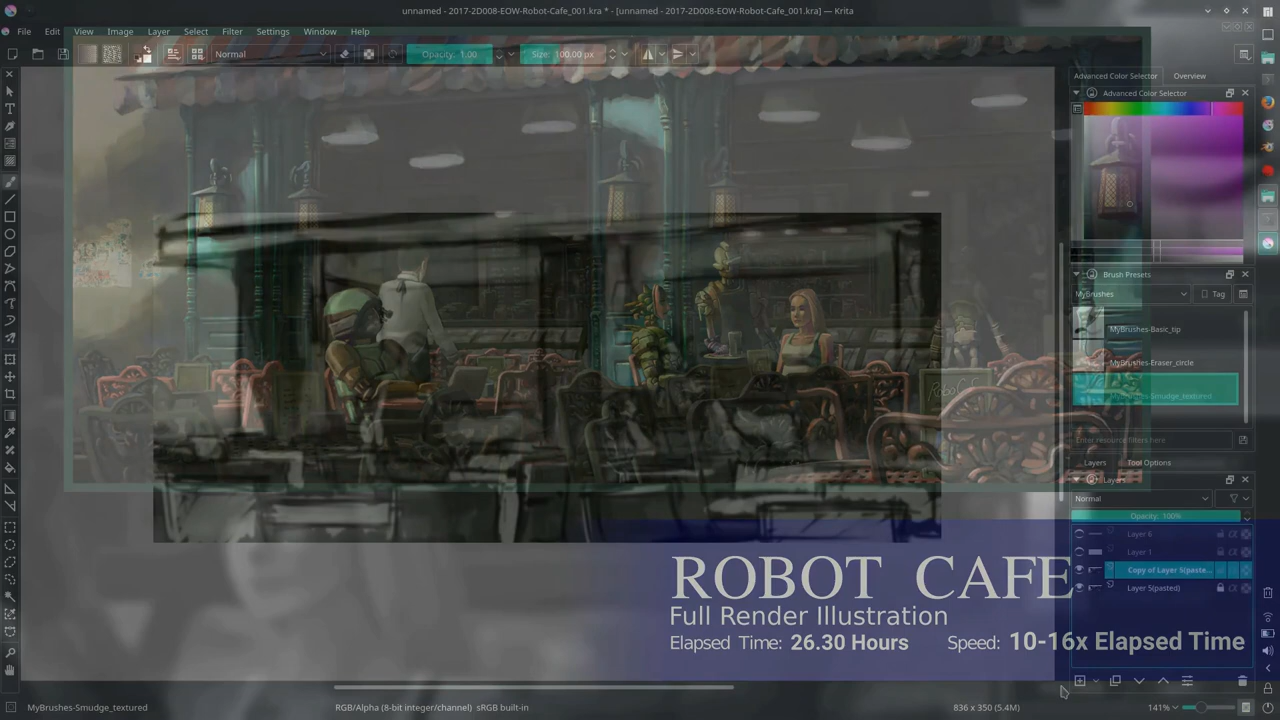 unnamed - 2017-2D008-EOW-Robot-Cafe_001.kra * - [unnamed - 2017-2D008-EOW-Robot-Cafe_001.kra] — Krita
File Edit View Image Layer Select Filter Settings Window Help
Normal Opacity: 1.00 Size: 100.00 px
Advanced Color Selector Overview
Advanced Color Selector
Brush Presets
MyBrushes Tag
MyBrushes-Basic_tip
MyBrushes-Eraser_circle
MyBrushes-Smudge_textured
Enter resource filters here
Layers Tool Options
Layers
Normal
Opacity: 100%
Layer 6
Layer 1
Copy of Layer 5(paste...
Layer 5(pasted)
ROBOT CAFE
Full Render Illustration
Elapsed Time: 26.30 Hours Speed: 10-16x Elapsed Time
MyBrushes-Smudge_textured RGB/Alpha (8-bit integer/channel) sRGB built-in 836 x 350 (5.4M) 141%